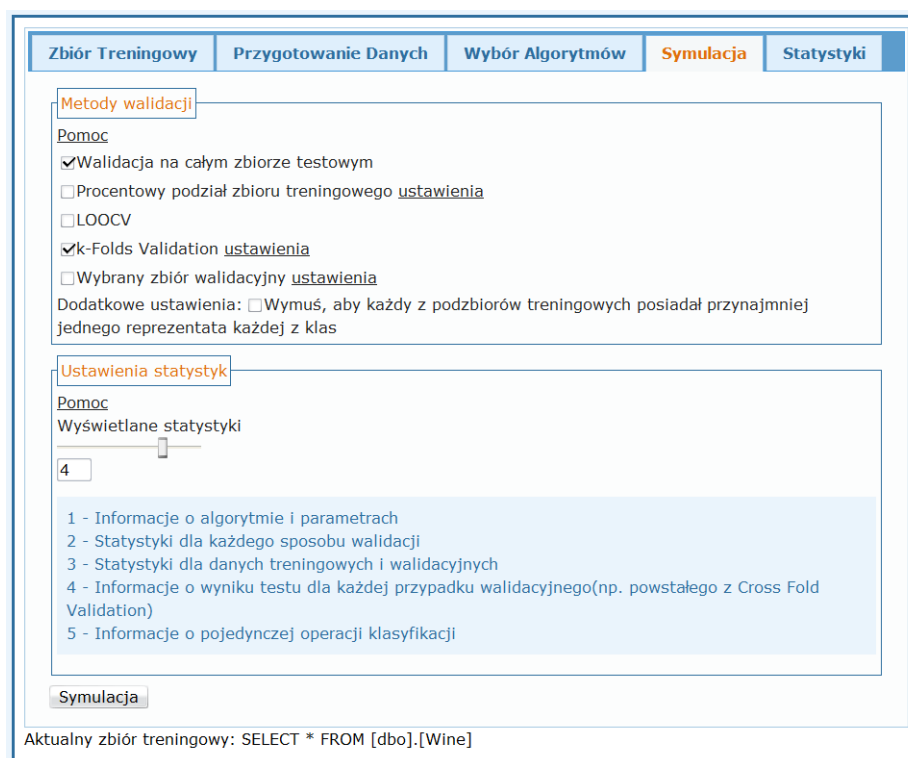 Zbiór Treningowy Przygotowanie Danych Wybór Algorytmów Symulacja Statystyki
Metody walidacji
Pomoc
Walidacja na całym zbiorze testowym
Procentowy podział zbioru treningowego ustawienia
LOOCV
k-Folds Validation ustawienia
Wybrany zbiór walidacyjny ustawienia
Dodatkowe ustawienia: Wymuś, aby każdy z podzbiorów treningowych posiadał przynajmniej
jednego reprezentata każdej z klas
Ustawienia statystyk
Pomoc
Wyświetlane statystyki
4
1 - Informacje o algorytmie i parametrach
2 - Statystyki dla każdego sposobu walidacji
3 - Statystyki dla danych treningowych i walidacyjnych
4 - Informacje o wyniku testu dla każdej przypadku walidacyjnego(np. powstałego z Cross Fold
Validation)
5 - Informacje o pojedynczej operacji klasyfikacji
Symulacja
Aktualny zbiór treningowy: SELECT * FROM [dbo].[Wine]